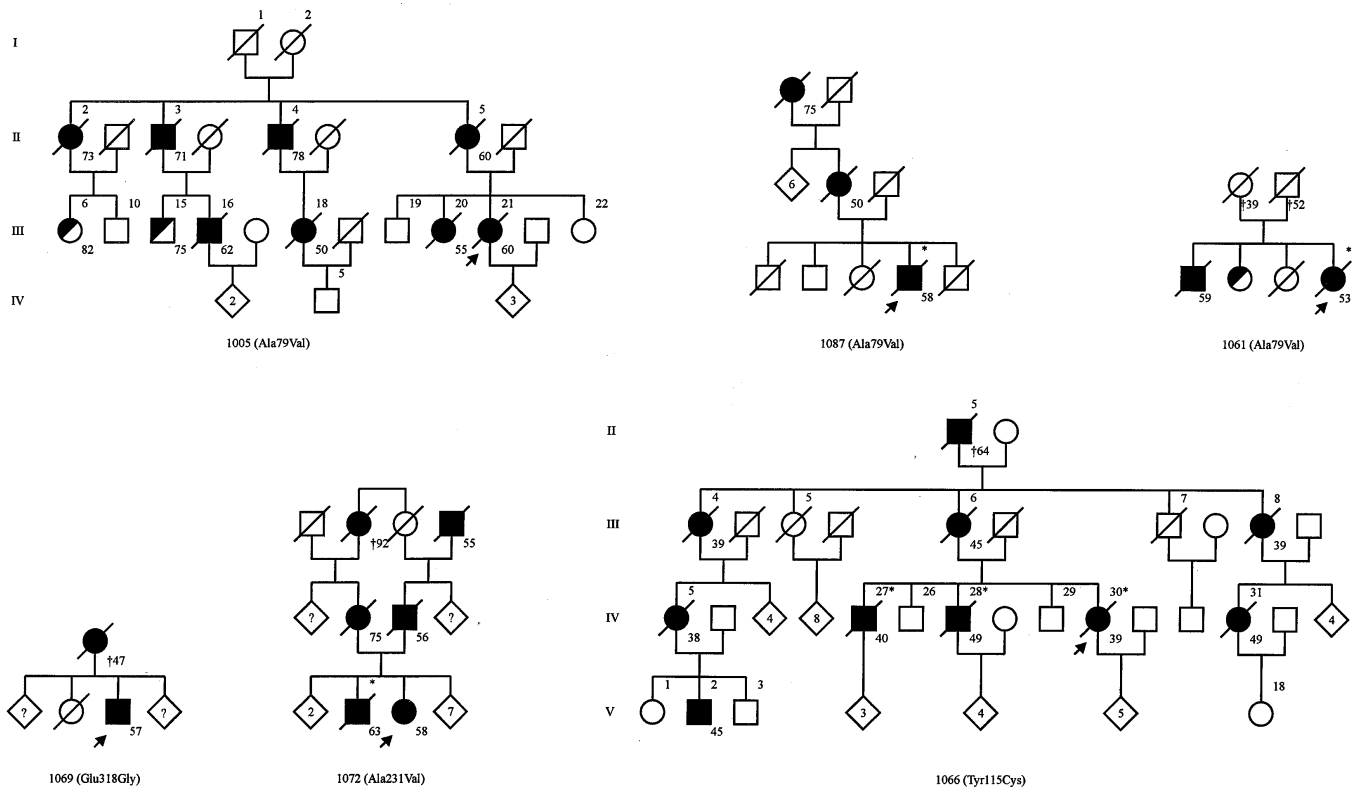 1 2
I
2 3 4 5
II
73 71 78 60
6 10 15 16 18 19 20 21 22
III
82 75 62 50 55 60
5
IV
2 3
1005 (Ala79Val)
75
6
50
*
58
1087 (Ala79Val)
†39 †52
*
59 53
1061 (Ala79Val)
†47
? ?
57
1069 (Glu318Gly)
†92 55
? 75 56 ?
*
2 63 58 7
1072 (Ala231Val)
5
II
†64
4 5 6 7 8
III
39 45 39
5 27* 26 28* 29 30* 31
IV
38 4 8 40 49 39 49 4
1 2 3 18
V
45 3 4 5
1066 (Tyr115Cys)